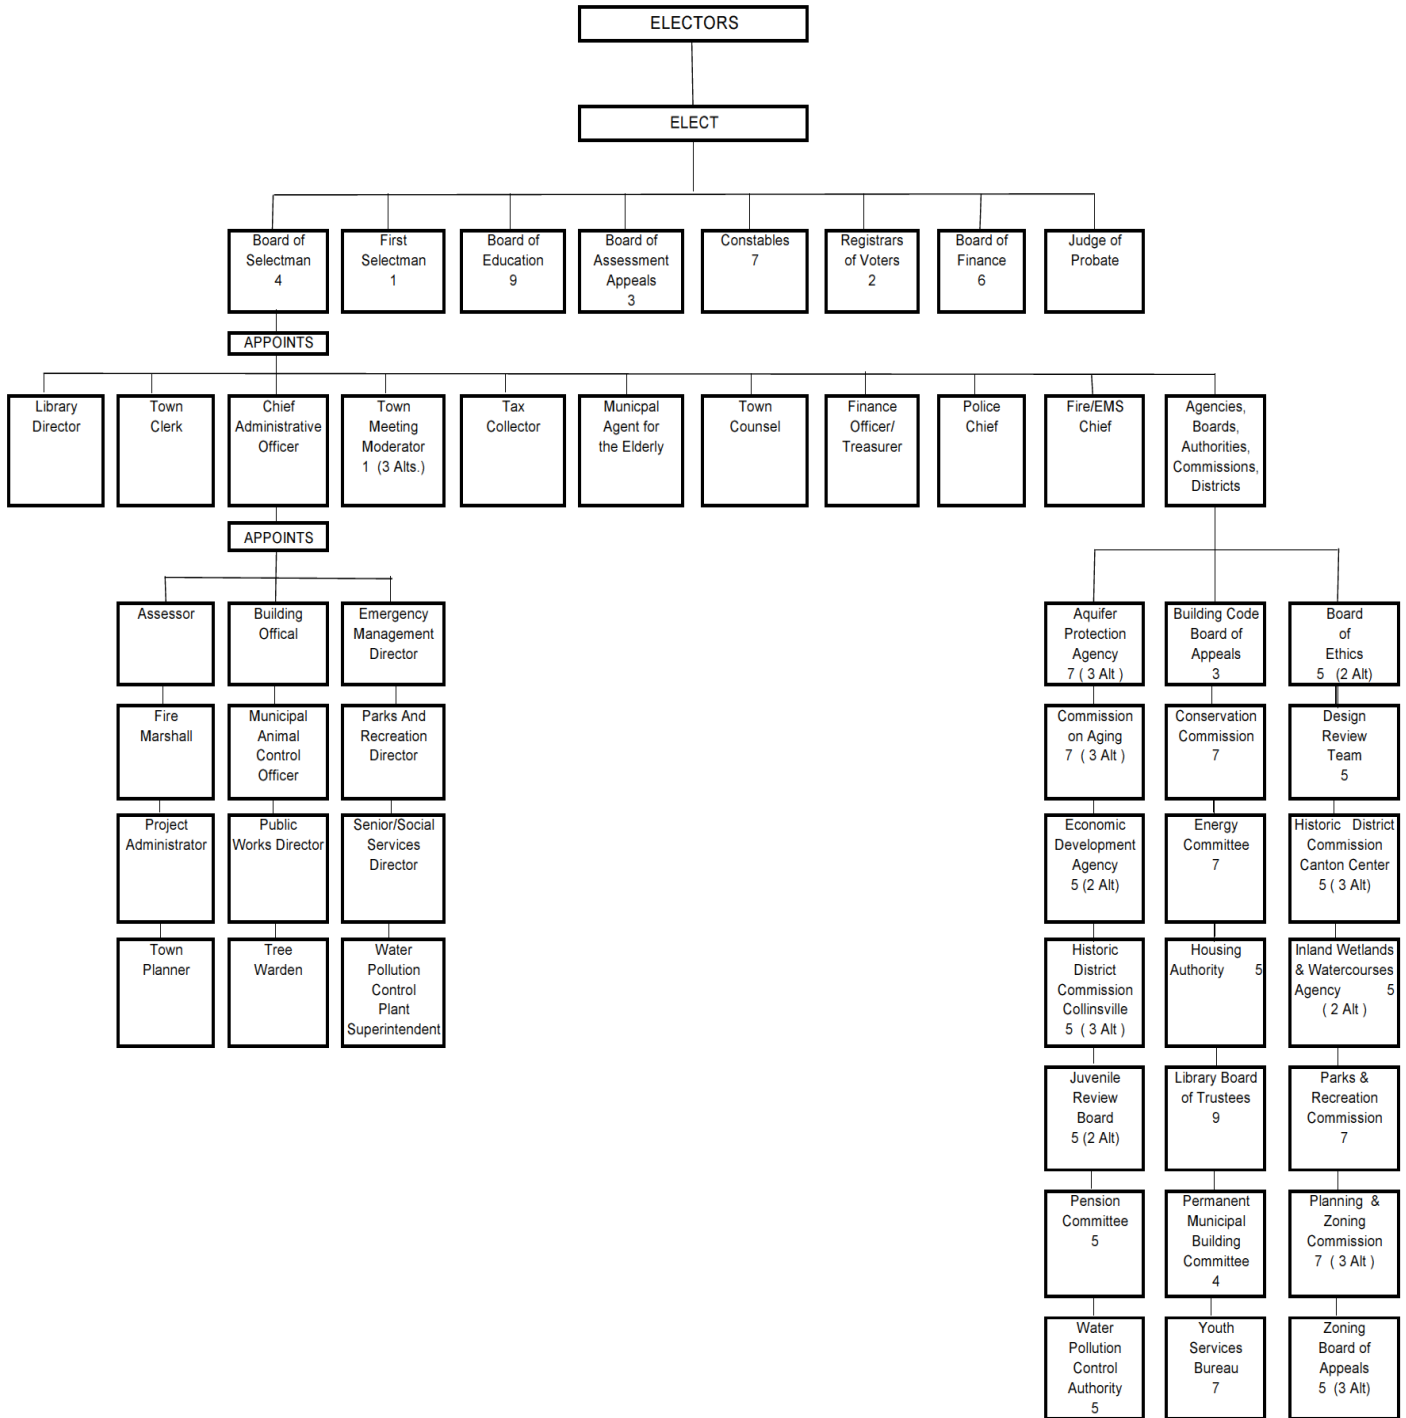 ELECTORS
ELECT
Board of
Selectman
4
First
Selectman
1
Board of
Education
9
Board of
Assessment
Appeals
3
Constables
7
Registrars
of Voters
2
Board of
Finance
6
Judge of
Probate
APPOINTS
Library
Director
Town
Clerk
Chief
Administrative
Officer
Town
Meeting
Moderator
1 (3 Alts.)
Tax
Collector
Municpal
Agent for
the Elderly
Town
Counsel
Finance
Officer/
Treasurer
Police
Chief
Fire/EMS
Chief
Agencies,
Boards,
Authorities,
Commissions,
Districts
APPOINTS
Assessor
Building
Offical
Emergency
Management
Director
Fire
Marshall
Municipal
Animal
Control
Officer
Parks And
Recreation
Director
Project
Administrator
Public
Works Director
Senior/Social
Services
Director
Town
Planner
Tree
Warden
Water
Pollution
Control
Plant
Superintendent
Aquifer
Protection
Agency
7 ( 3 Alt )
Building Code
Board of
Appeals
3
Board
of
Ethics
5 (2 Alt)
Commission
on Aging
7 ( 3 Alt )
Conservation
Commission
7
Design
Review
Team
5
Economic
Development
Agency
5 (2 Alt)
Energy
Committee
7
Historic District
Commission
Canton Center
5 ( 3 Alt)
Historic
District
Commission
Collinsville
5 ( 3 Alt )
Housing
Authority 5
Inland Wetlands
& Watercourses
Agency 5
( 2 Alt )
Juvenile
Review
Board
5 (2 Alt)
Library Board
of Trustees
9
Parks &
Recreation
Commission
7
Pension
Committee
5
Permanent
Municipal
Building
Committee
4
Planning &
Zoning
Commission
7 ( 3 Alt )
Water
Pollution
Control
Authority
5
Youth
Services
Bureau
7
Zoning
Board of
Appeals
5 (3 Alt)